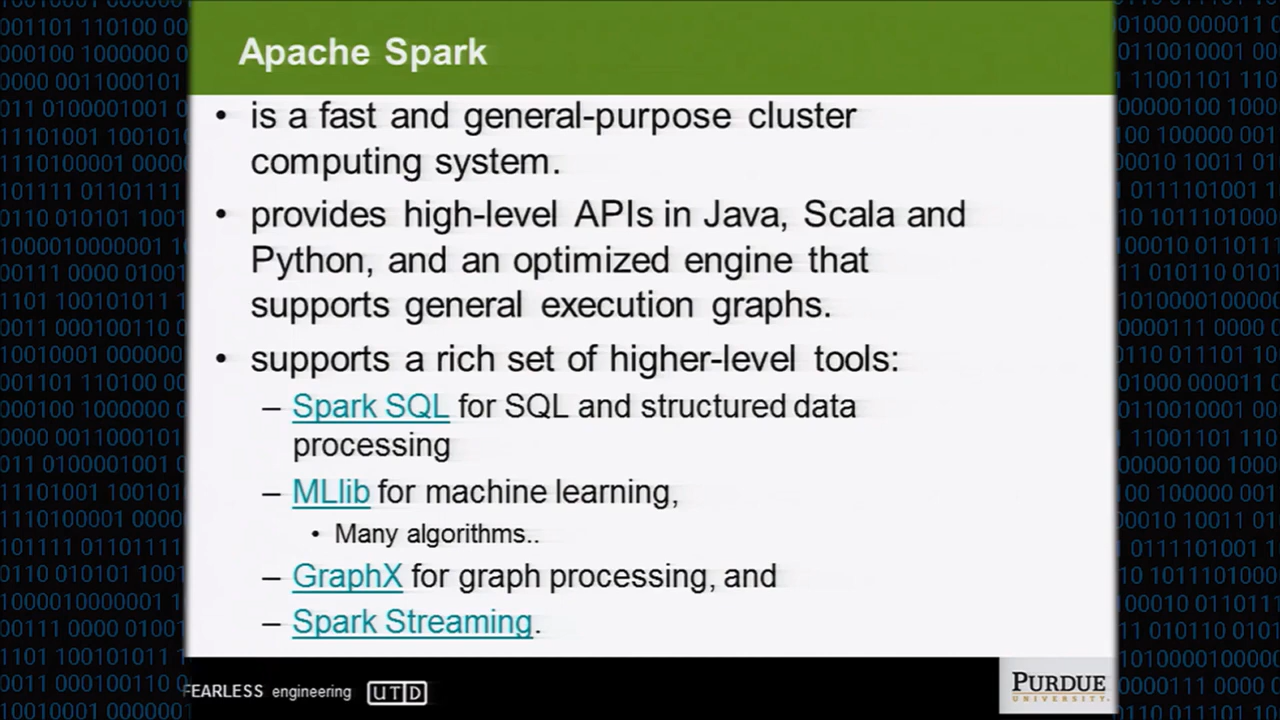 Apache Spark
• is a fast and general-purpose cluster
computing system.
• provides high-level APIs in Java, Scala and
Python, and an optimized engine that
supports general execution graphs.
• supports a rich set of higher-level tools:
– Spark SQL for SQL and structured data
processing
– MLlib for machine learning,
• Many algorithms..
– GraphX for graph processing, and
– Spark Streaming.
FEARLESS engineering UTD
PURDUE
UNIVERSITY